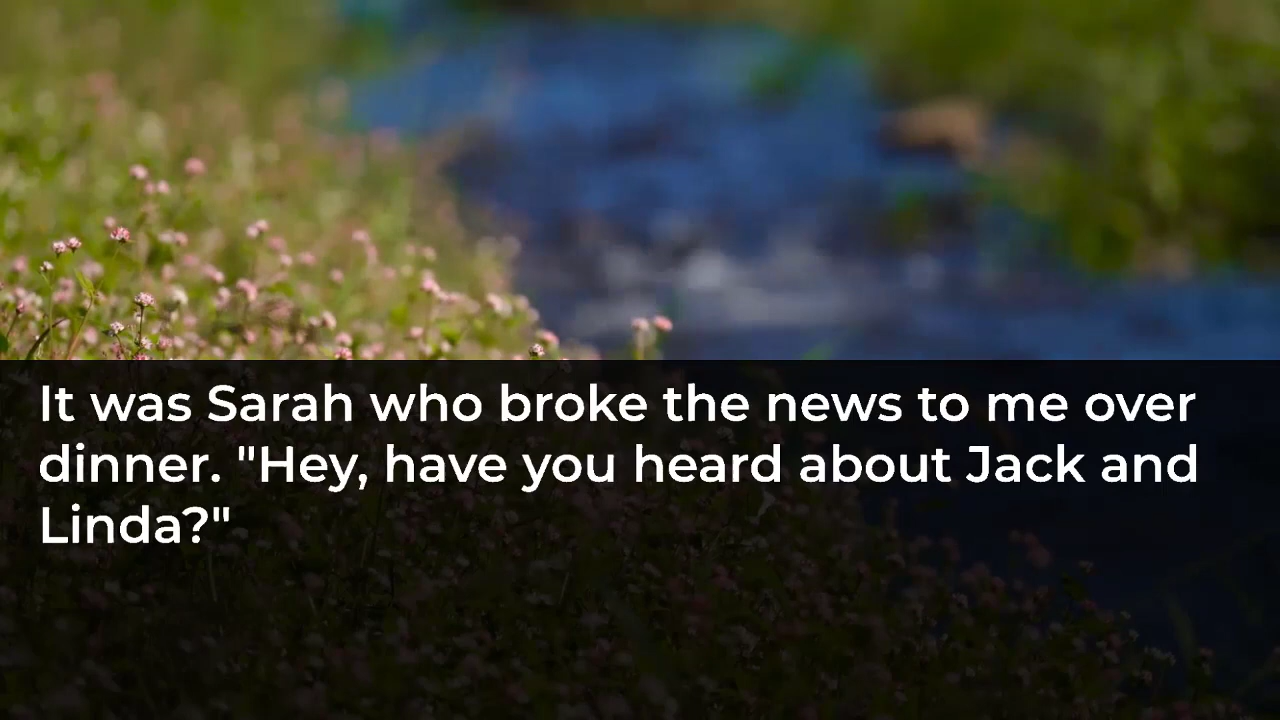 It was Sarah who broke the news to me over
dinner. "Hey, have you heard about Jack and
Linda?"